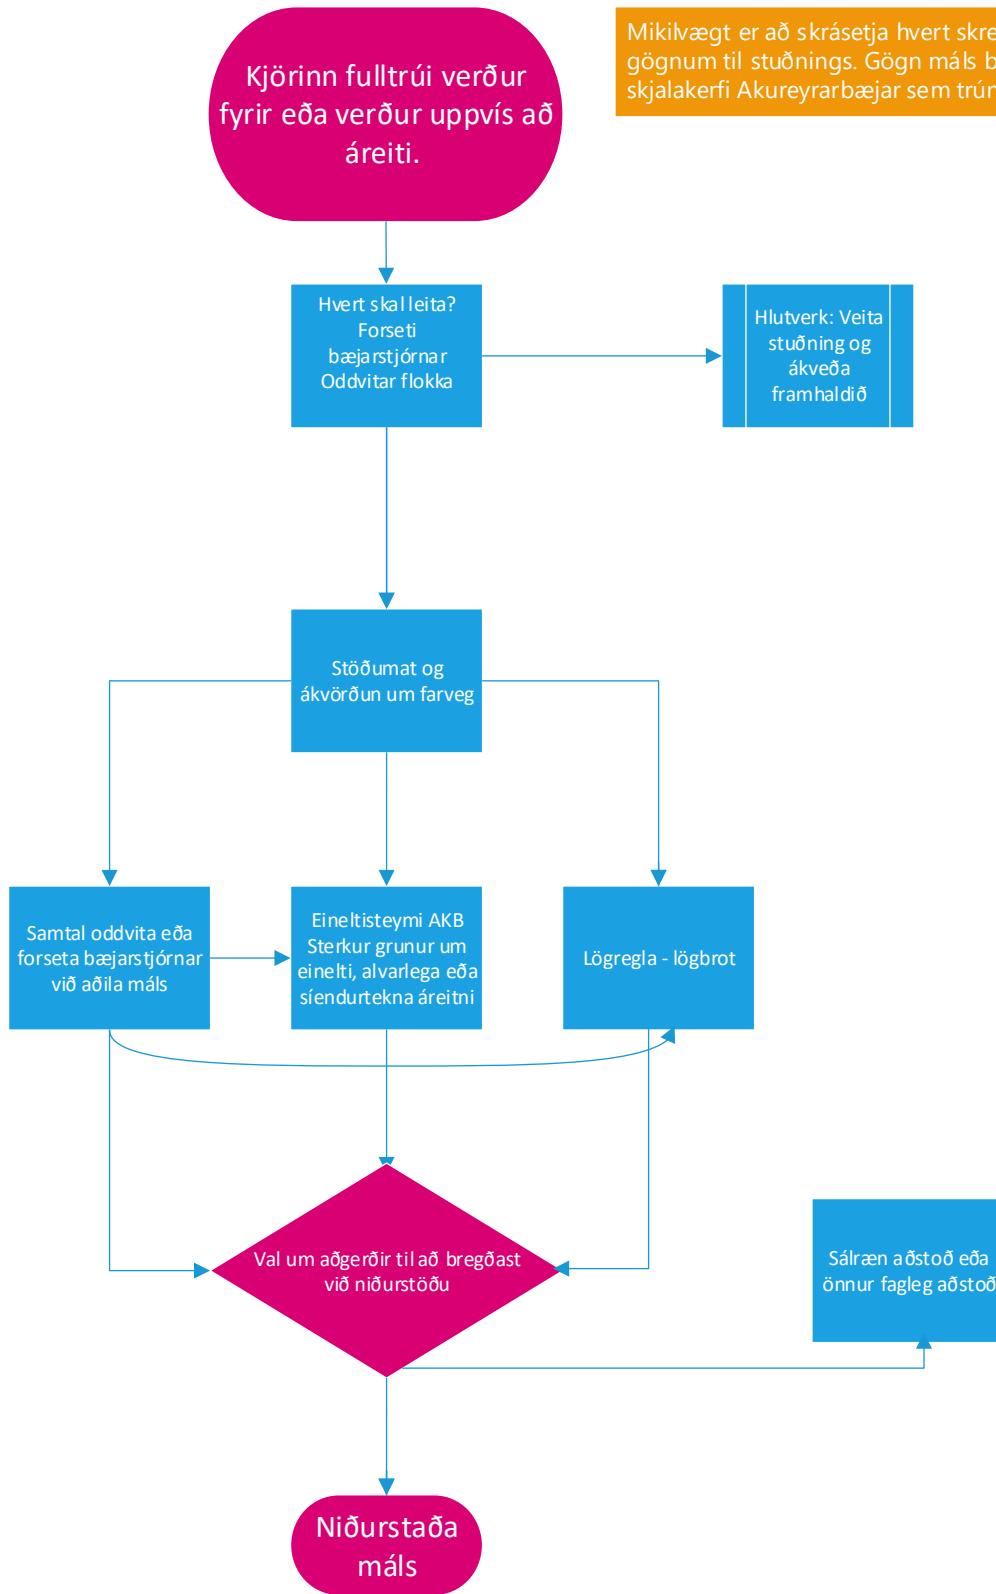 Kjörinn fulltrúi verður
fyrir eða verður uppvís að
áreiti.
Mikilvægt er að skrásetja hvert
gögnum til stuðnings. Gögn máls
skjalakerfi Akureyrarbæjar sem
Hvert skal leita?
Forseti
bæjarstjórnar
Oddvitar flokka
Hlutverk: Veita
stuðning og
ákveða
framhaldið
Stöðumat og
ákvörðun um farveg
Samtal oddvita eða
forseta bæjarstjórnar
við aðila máls
Eineltisteymi AKB
Sterkur grunur um
einelti, alvarlega eða
síendurtekna áreitni
Lögregla - lögbrot
Val um aðgerðir til að bregðast
við niðurstöðu
Sálræn aðstoð eða
önnur fagleg aðstoð
Niðurstaða
máls